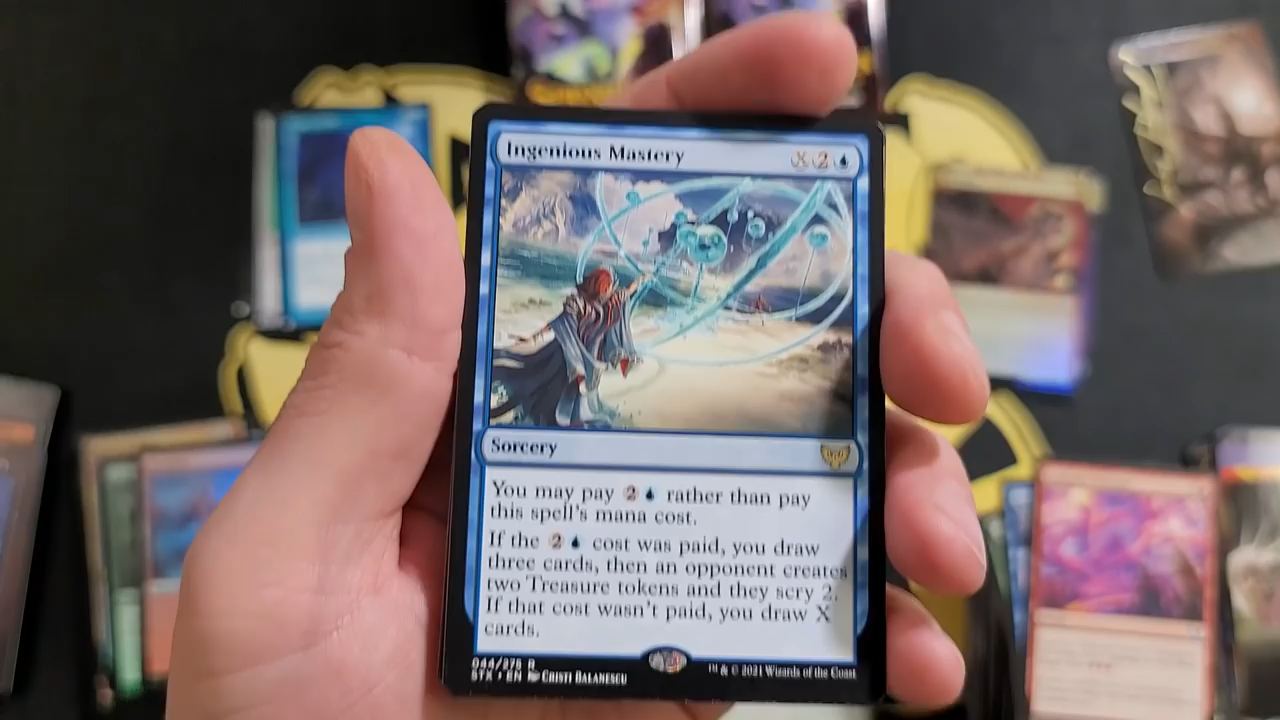 Ingenious Mastery X2
Sorcery
You may pay 2 rather than pay
this spell's mana cost.
If the 2 cost was paid, you draw
three cards, then an opponent creates
two Treasure tokens and they scry 2.
If that cost wasn't paid, you draw X
cards.
044/275 R
STX • EN Cristi Balanescu
™ & © 2021 Wizards of the Coast